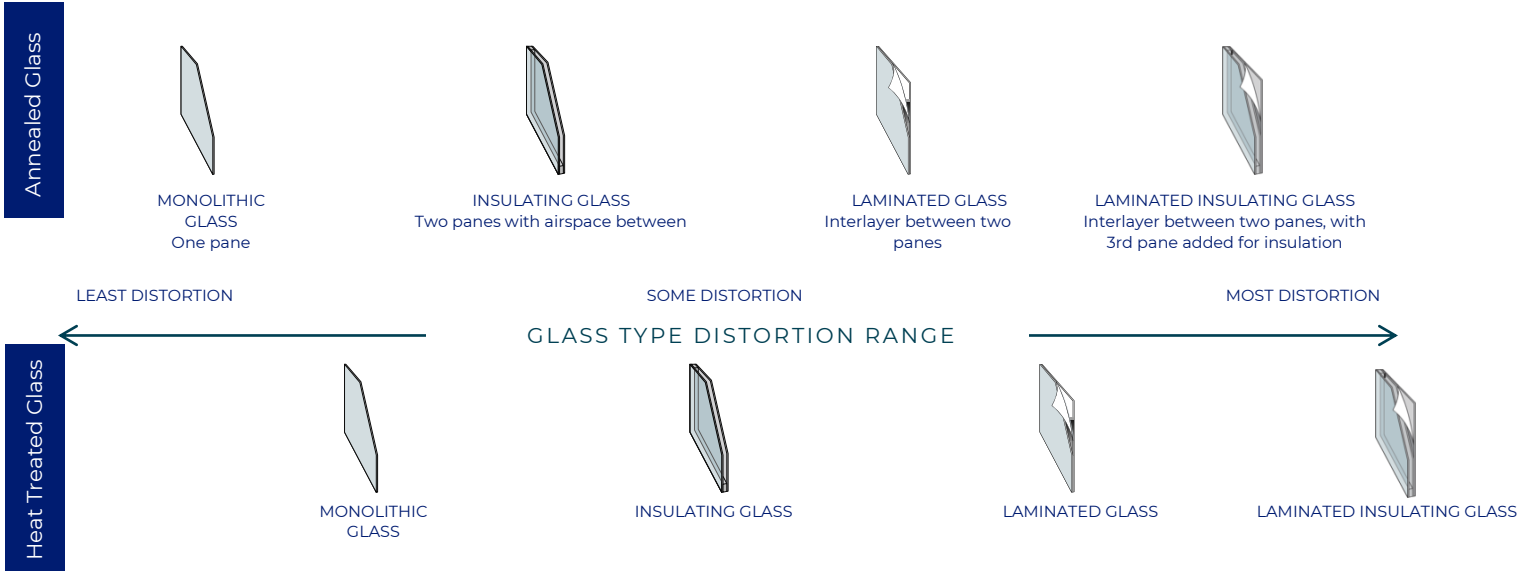 Annealed Glass
MONOLITHIC
GLASS
One pane
INSULATING GLASS
Two panes with airspace between
LAMINATED GLASS
Interlayer between two
panes
LAMINATED INSULATING GLASS
Interlayer between two panes, with
3rd pane added for insulation
LEAST DISTORTION
SOME DISTORTION
MOST DISTORTION
GLASS TYPE DISTORTION RANGE
Heat Treated Glass
MONOLITHIC
GLASS
INSULATING GLASS
LAMINATED GLASS
LAMINATED INSULATING GLASS